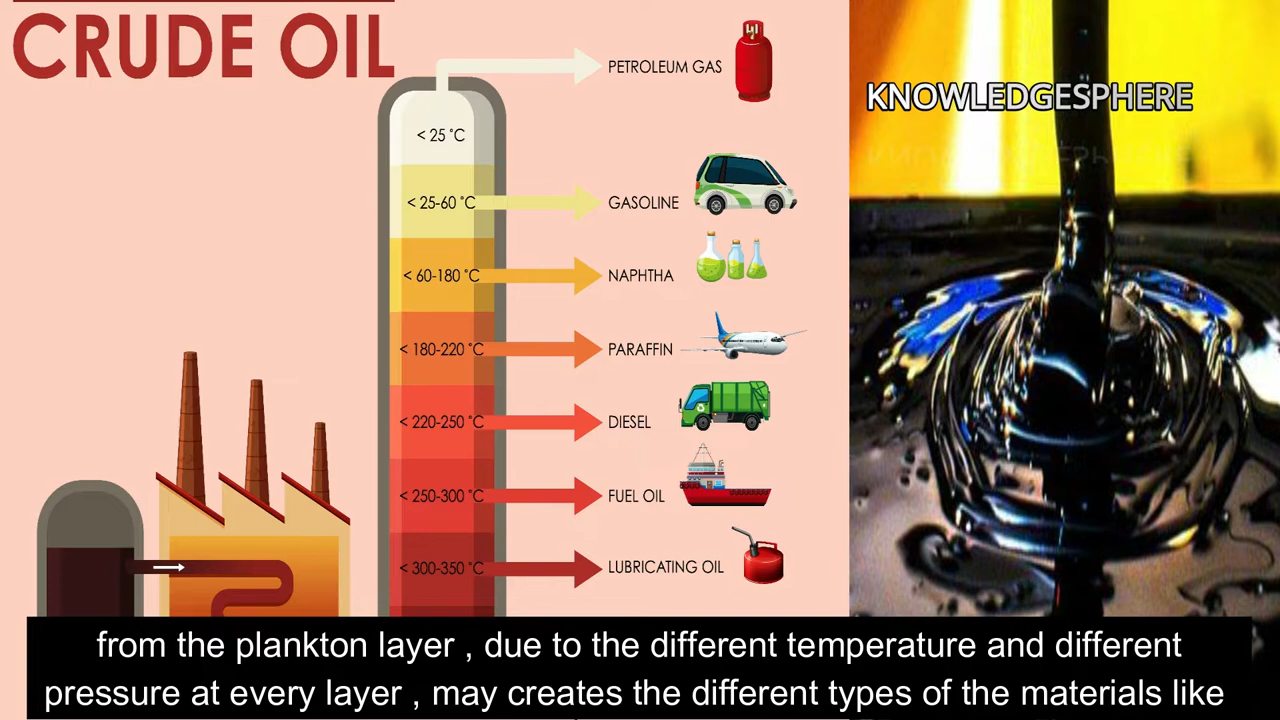 CRUDE OIL
PETROLEUM GAS
< 25 °C
< 25-60 °C
GASOLINE
< 60-180 °C
NAPHTHA
< 180-220 °C
PARAFFIN
< 220-250 °C
DIESEL
< 250-300 °C
FUEL OIL
< 300-350 °C
LUBRICATING OIL
KNOWLEDGESPHERE
from the plankton layer , due to the different temperature and different
pressure at every layer , may creates the different types of the materials like